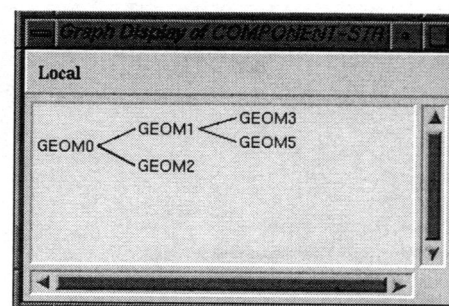 Graph Display of COMPONENT-STR
Local
GEOM0
GEOM1
GEOM2
GEOM3
GEOM5